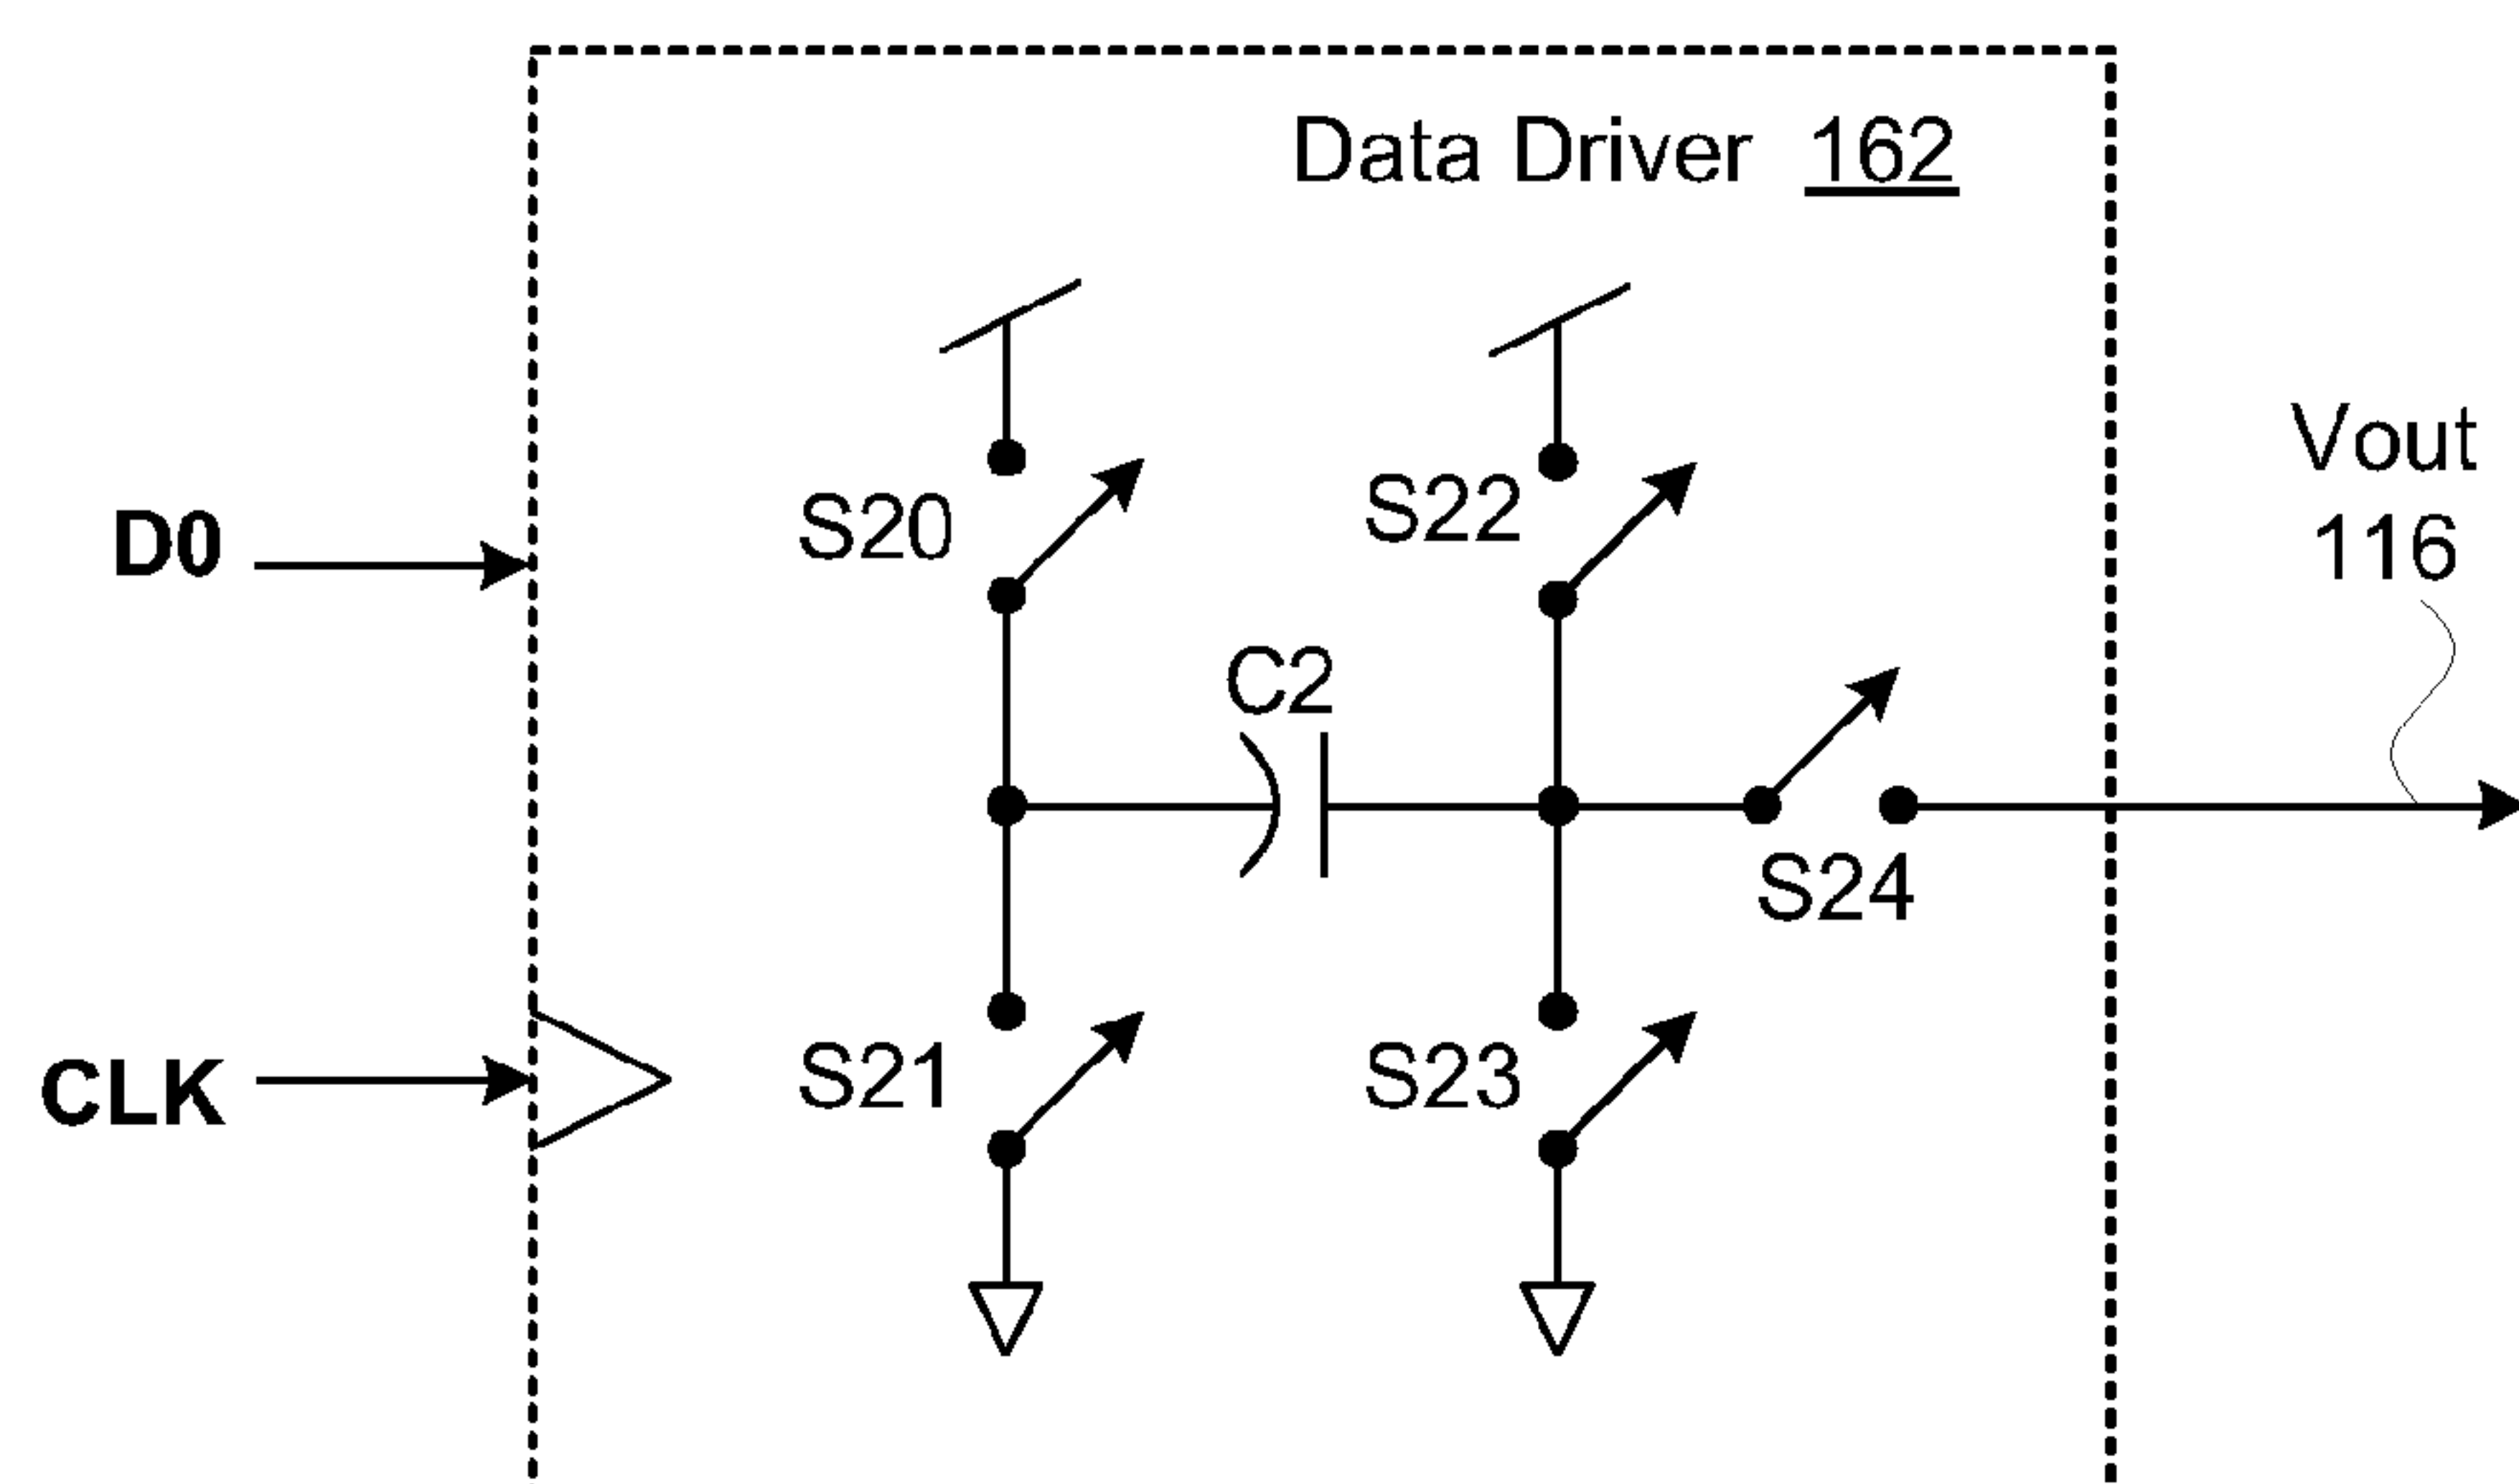 Data Driver 162
Vout
116
D0
S20
S22
C2
S24
CLK
S21
S23